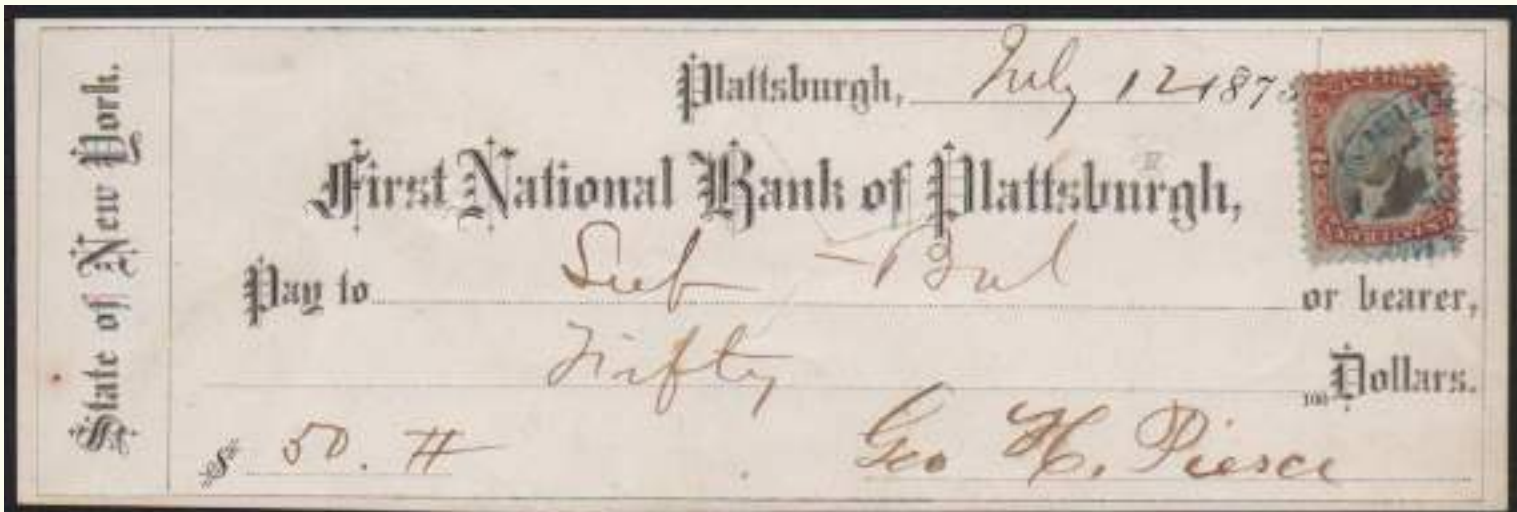 State of New York.
Plattsburgh, July 12 187
First National Bank of Plattsburgh,
Pay to or bearer,
Fifty 100 Dollars.
$ 50. Geo H. Pierce